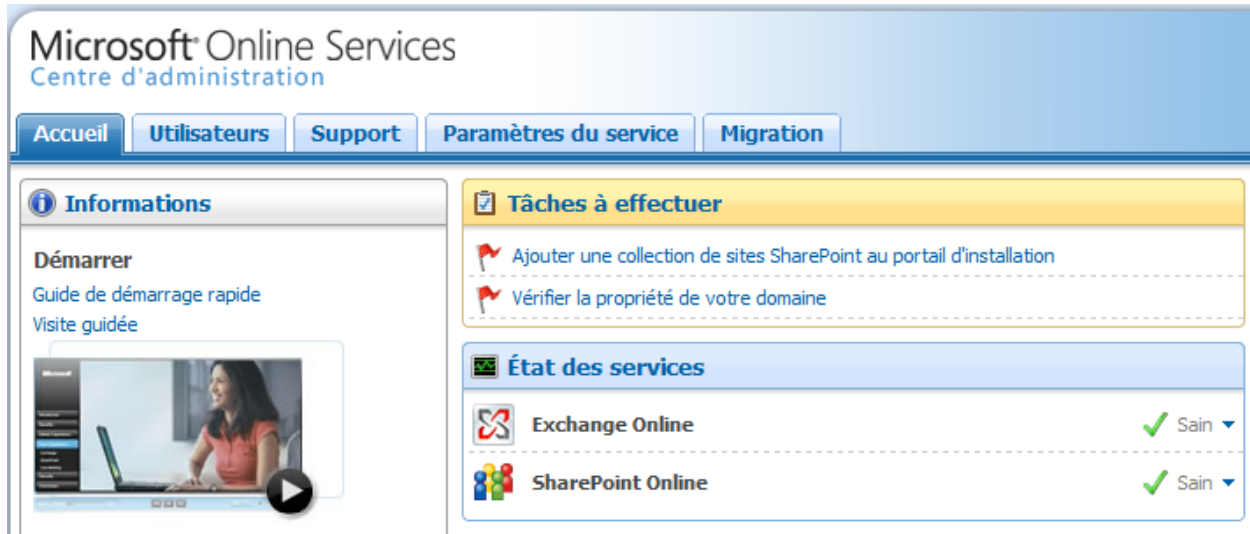 Microsoft Online Services
Centre d'administration
Accueil
Utilisateurs
Support
Paramètres du service
Migration
Informations
Démarrer
Guide de démarrage rapide
Visite guidée
Tâches à effectuer
Ajouter une collection de sites SharePoint au portail d'installation
Vérifier la propriété de votre domaine
État des services
Exchange Online
Sain
SharePoint Online
Sain